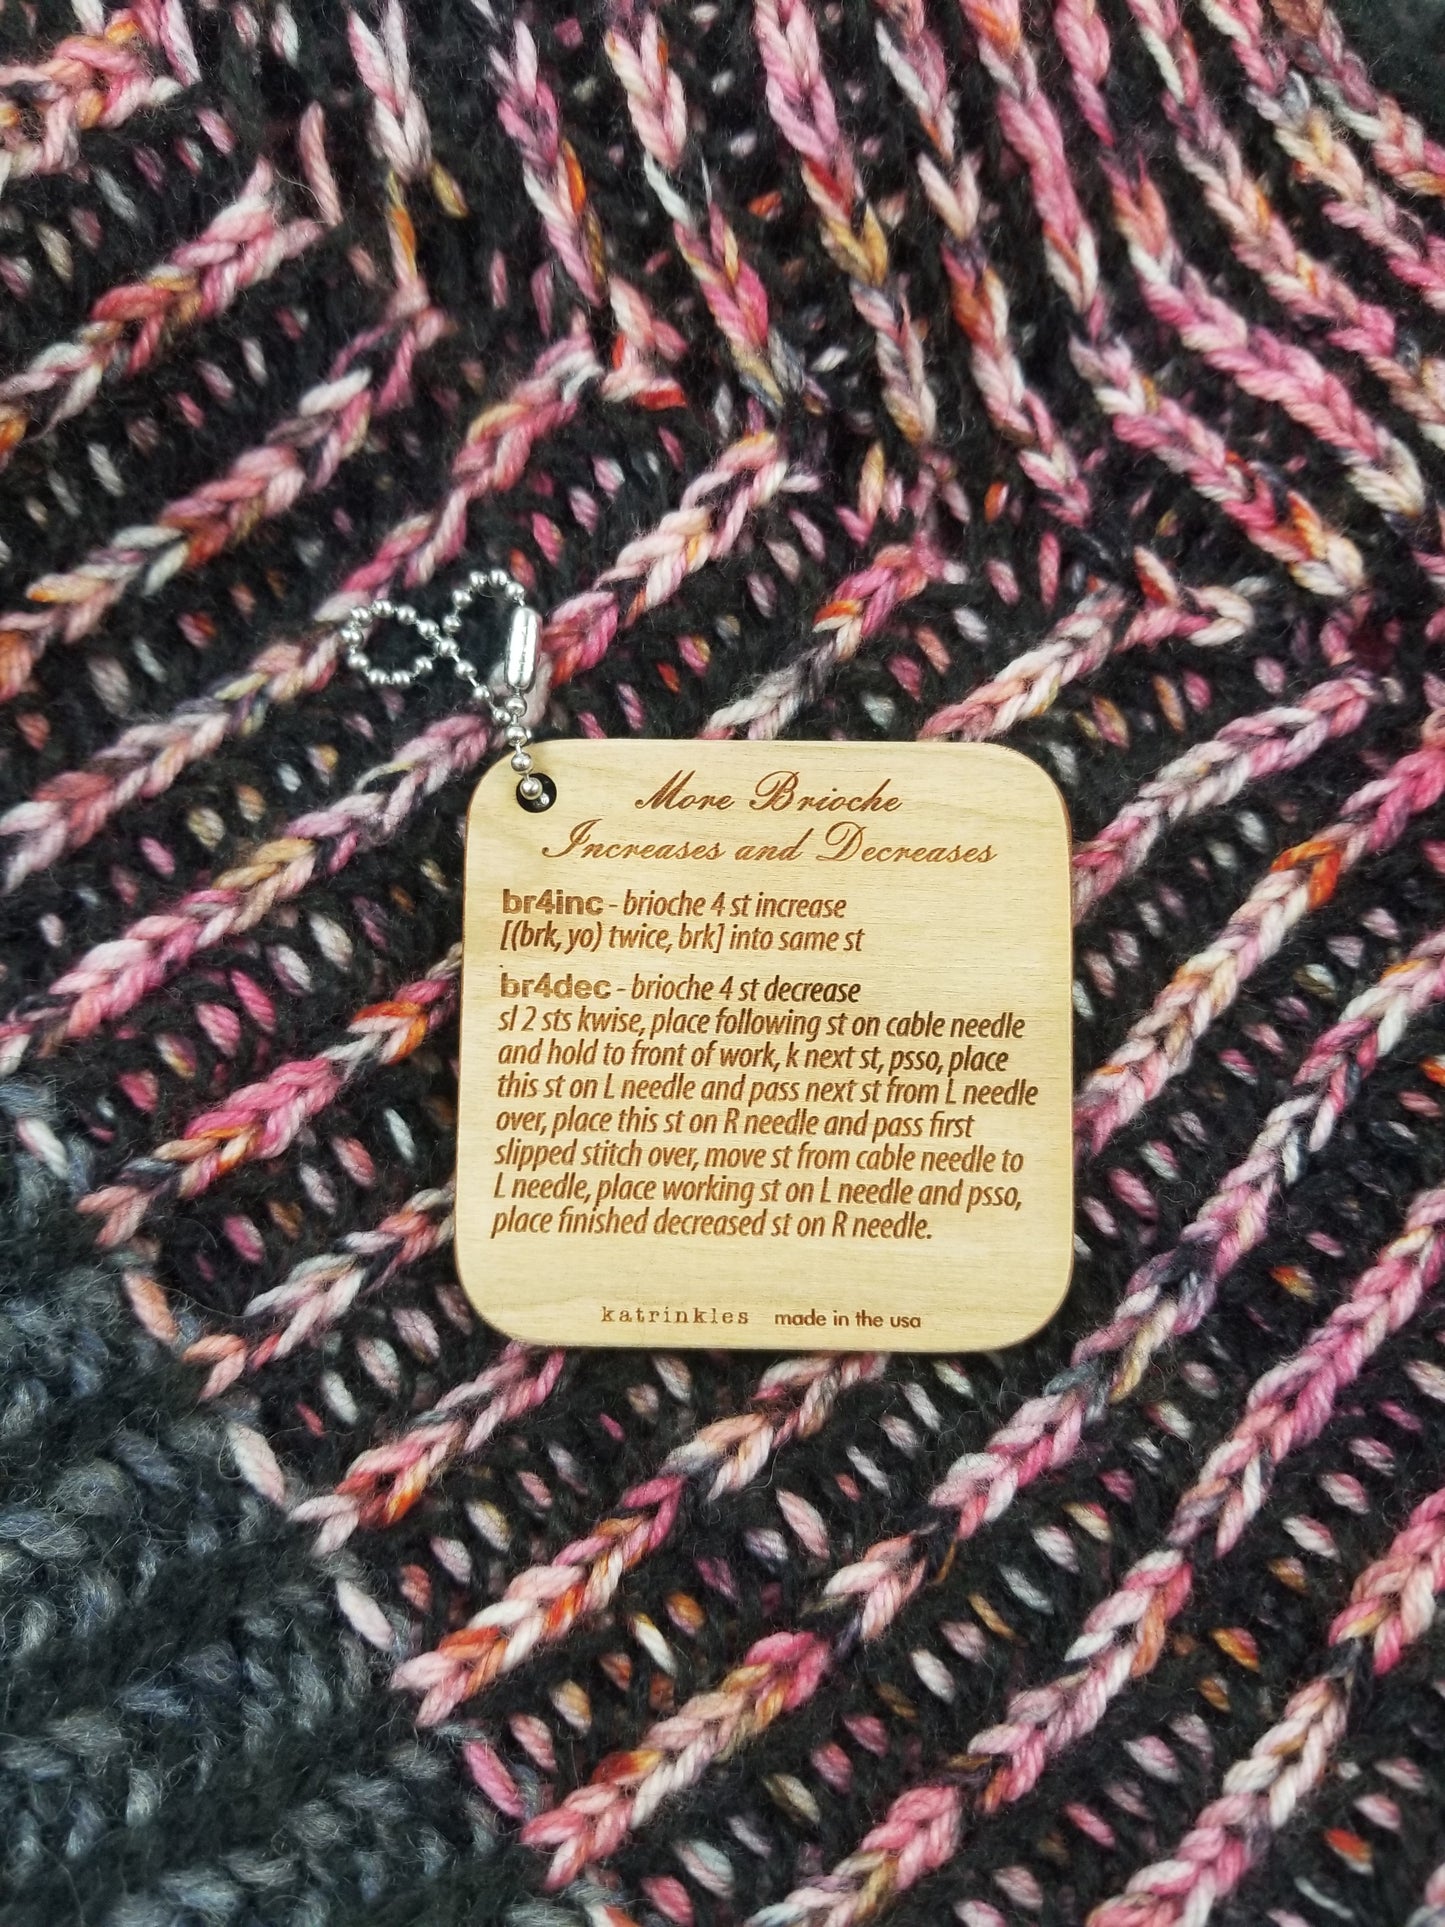 More Brioche
Increases and Decreases
br4inc - brioche 4 st increase
[(brk, yo) twice, brk] into same st
br4dec - brioche 4 st decrease
sl 2 sts kwise, place following st on cable needle
and hold to front of work, k next st, psso, place
this st on L needle and pass next st from L needle
over, place this st on R needle and pass first
slipped stitch over, move st from cable needle to
L needle, place working st on L needle and psso,
place finished decreased st on R needle.
katrinkles made in the usa